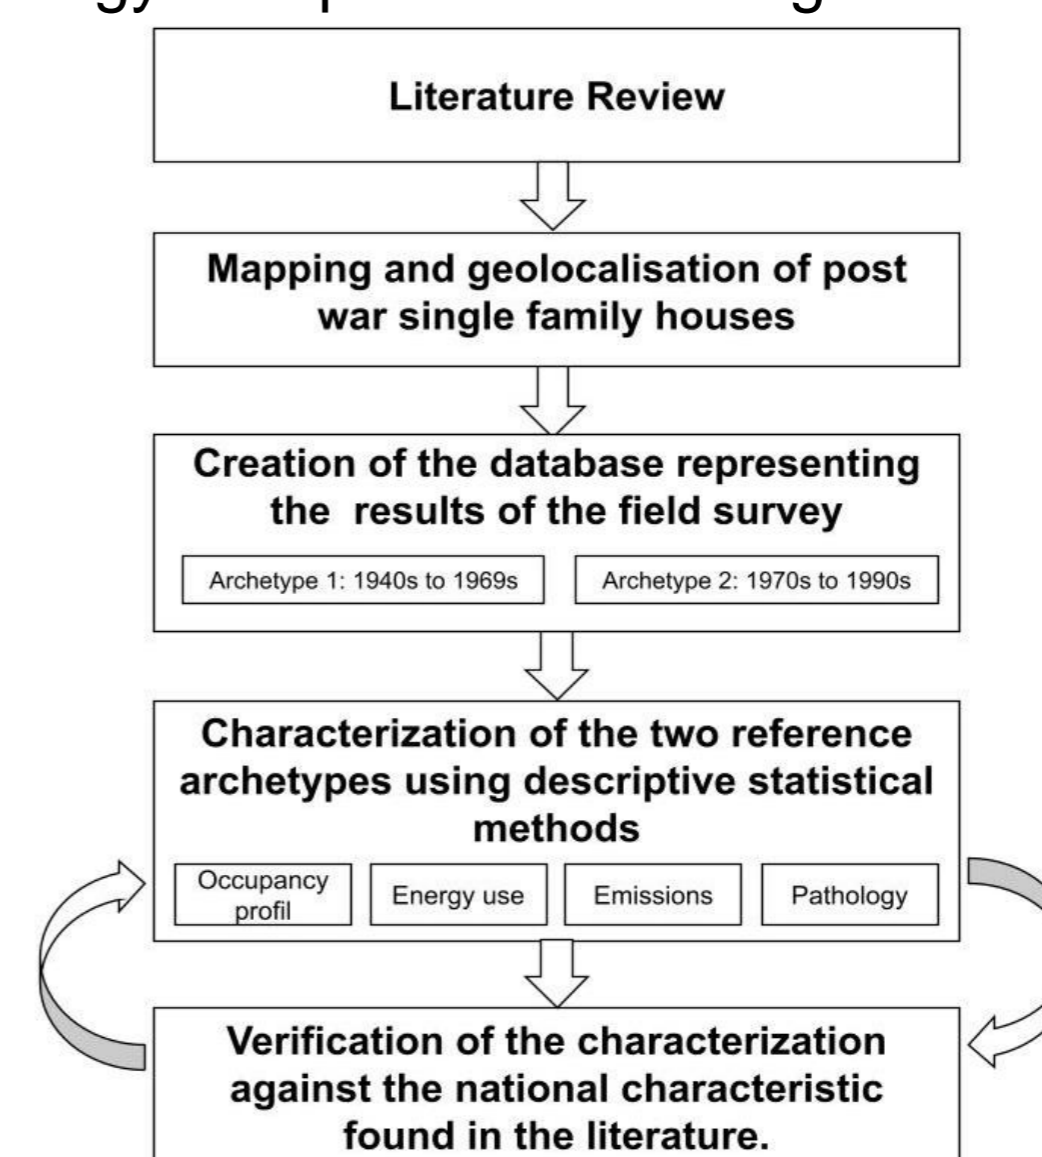 Literature Review
Mapping and geolocalisation of post
war single family houses
Creation of the database representing
the results of the field survey
Archetype 1: 1940s to 1969s
Archetype 2: 1970s to 1990s
Characterization of the two reference
archetypes using descriptive statistical
methods
Occupancy
profil
Energy use
Emissions
Pathology
Verification of the characterization
against the national characteristic
found in the literature.